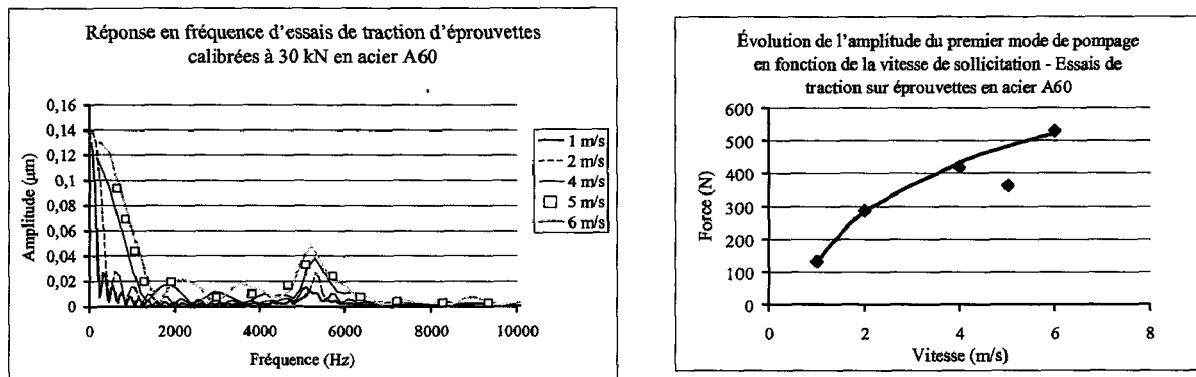 Réponse en fréquence d'essais de traction d'éprouvettes
calibrées à 30 kN en acier A60
0,16
0,14
0,12
0,1
0,08
0,06
0,04
0,02
0
Amplitude (µm)
0 2000 4000 6000 8000 10000
Fréquence (Hz)
1 m/s
2 m/s
4 m/s
5 m/s
6 m/s
Évolution de l'amplitude du premier mode de pompage
en fonction de la vitesse de sollicitation - Essais de
traction sur éprouvettes en acier A60
600
500
400
300
200
100
0
Force (N)
0 2 4 6 8
Vitesse (m/s)